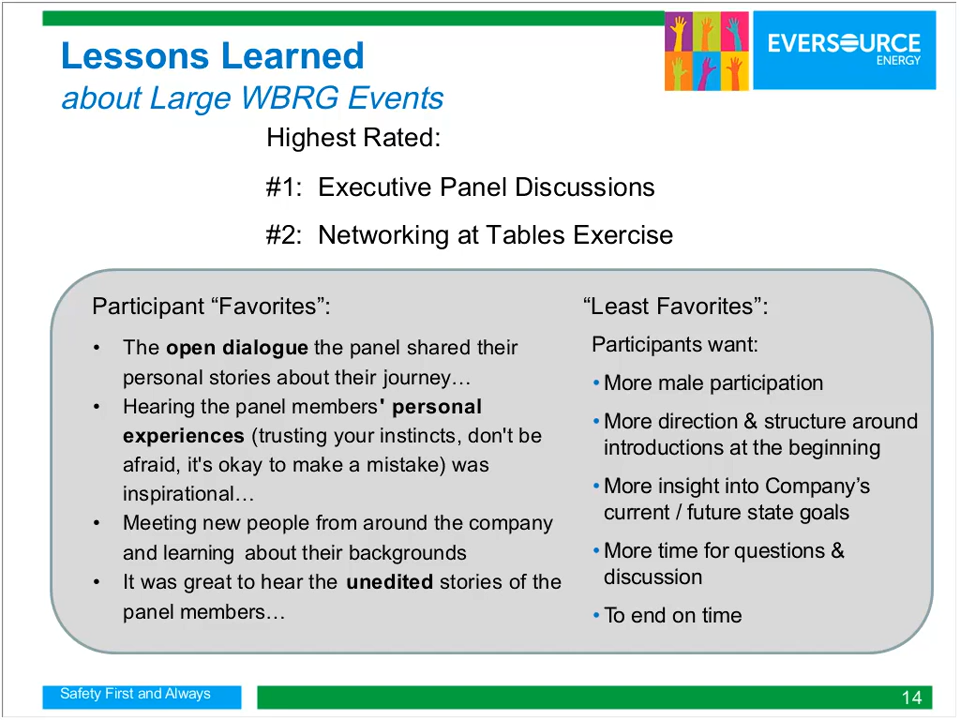 Lessons Learned
about Large WBRG Events
EVERSOURCE
ENERGY
Highest Rated:
#1: Executive Panel Discussions
#2: Networking at Tables Exercise
Participant “Favorites”:
• The open dialogue the panel shared their
personal stories about their journey…
• Hearing the panel members' personal
experiences (trusting your instincts, don't be
afraid, it's okay to make a mistake) was
inspirational…
• Meeting new people from around the company
and learning about their backgrounds
• It was great to hear the unedited stories of the
panel members…
“Least Favorites”:
Participants want:
• More male participation
• More direction & structure around
introductions at the beginning
• More insight into Company’s
current / future state goals
• More time for questions &
discussion
• To end on time
Safety First and Always
14